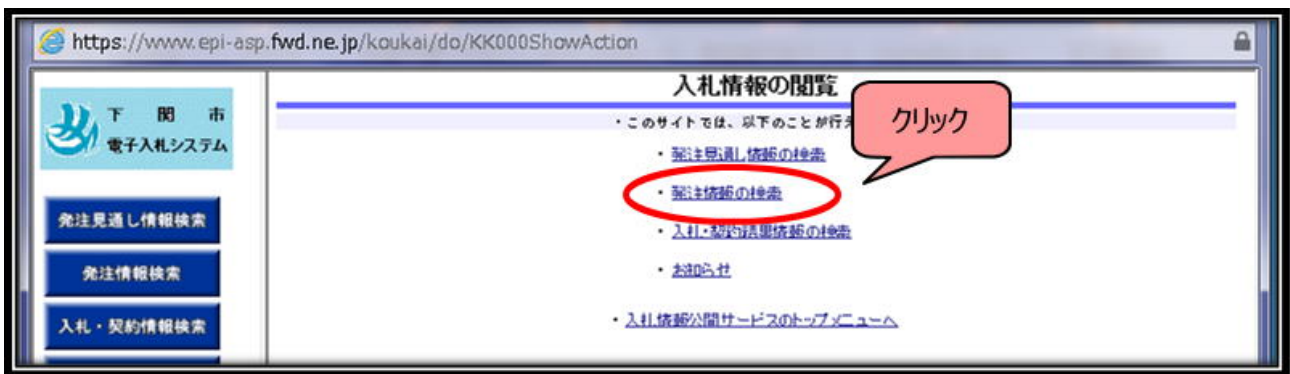 https://www.epi-asp.fwd.ne.jp/koukai/do/KK000ShowAction
入札情報の閲覧
下 関 市
電子入札システム
・このサイトでは、以下のことが行え
クリック
・発注見通し情報の検索
・発注情報の検索
・入札・契約結果情報の検索
・お知らせ
・入札情報公開サービスのトップメニューへ
発注見通し情報検索
発注情報検索
入札・契約情報検索